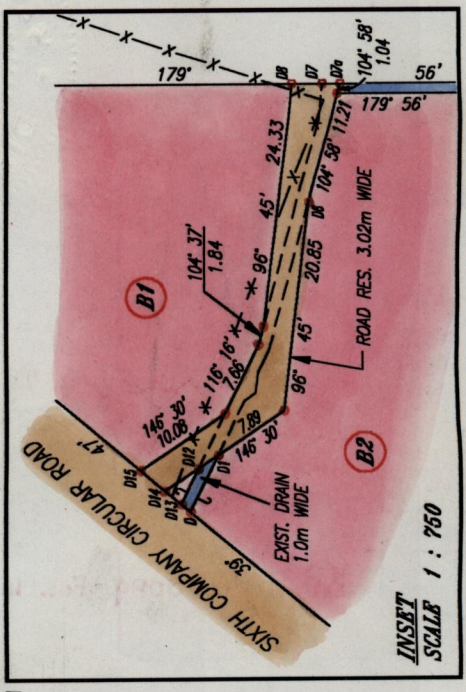 179°
56'
D8
D7
D7a
104° 58'
1.04
179° 56'
24.33
45'
96°
104° 58'
11.21
D6
20.85
45'
96°
ROAD RES. 3.02m WIDE
B1
104° 37'
1.84
116° 16'
7.66
146° 30'
10.08
D15
D14
D13
D12
D1
7.89
146° 30'
47'
39°
SIXTH COMPANY CIRCULAR ROAD
EXIST. DRAIN
1.0m WIDE
B2
INSET
SCALE 1 : 750